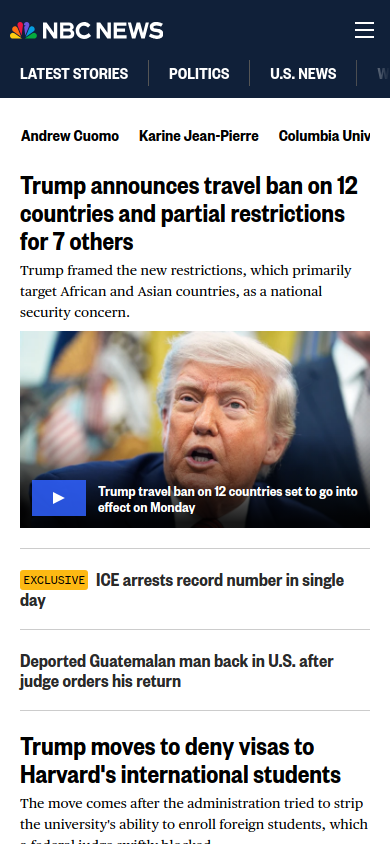 NBC NEWS
LATEST STORIES
POLITICS
U.S. NEWS
Andrew Cuomo
Karine Jean-Pierre
Columbia Univ
Trump announces travel ban on 12
countries and partial restrictions
for 7 others
Trump framed the new restrictions, which primarily
target African and Asian countries, as a national
security concern.
Trump travel ban on 12 countries set to go into
effect on Monday
EXCLUSIVE ICE arrests record number in single
day
Deported Guatemalan man back in U.S. after
judge orders his return
Trump moves to deny visas to
Harvard's international students
The move comes after the administration tried to strip
the university's ability to enroll foreign students, which
a federal judge swiftly blocked.